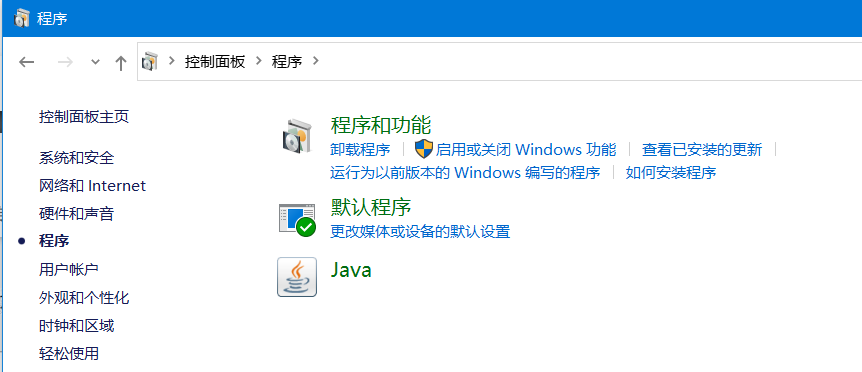 程序
控制面板 程序
控制面板主页
系统和安全
网络和 Internet
硬件和声音
程序
用户帐户
外观和个性化
时钟和区域
轻松使用
程序和功能
卸载程序 启用或关闭 Windows 功能 查看已安装的更新
运行为以前版本的 Windows 编写的程序 如何安装程序
默认程序
更改媒体或设备的默认设置
Java